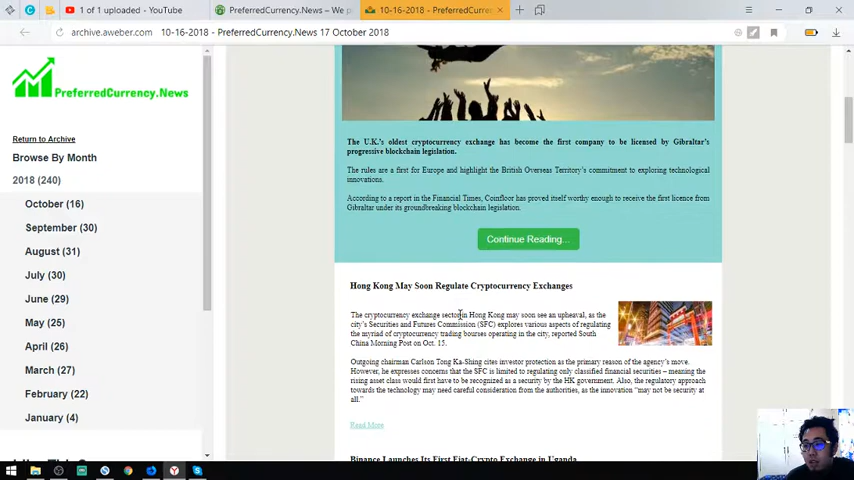 1 of 1 uploaded - YouTube
PreferredCurrency.News – We p
10-16-2018 - PreferredCurre
archive.aweber.com
10-16-2018 - PreferredCurrency.News 17 October 2018
PreferredCurrency.News
Return to Archive
Browse By Month
2018 (240)
October (16)
September (30)
August (31)
July (30)
June (29)
May (25)
April (26)
March (27)
February (22)
January (4)
The U.K.'s oldest cryptocurrency exchange has become the first company to be licensed by Gibraltar's
progressive blockchain legislation.
The rules are a first for Europe and highlight the British Overseas Territory's commitment to exploring technological
innovations.
According to a report in the Financial Times, Coinfloor has proved itself worthy enough to receive the first licence from
Gibraltar under its groundbreaking blockchain legislation.
Continue Reading...
Hong Kong May Soon Regulate Cryptocurrency Exchanges
The cryptocurrency exchange sector in Hong Kong may soon see an upheaval, as the
city's Securities and Futures Commission (SFC) explores various aspects of regulating
the myriad of cryptocurrency trading bourses operating in the city, reported South
China Morning Post on Oct. 15.
Outgoing chairman Carlson Tong Ka-Shing cites investor protection as the primary reason of the agency's move.
However, he expresses concerns that the SFC is limited to regulating only classified financial securities – meaning the
rising asset class would first have to be recognized as a security by the HK government. Also, the regulatory approach
towards the technology may need careful consideration from the authorities, as the innovation "may not be security at
all."
Read More
Binance Launches Its First Fiat-Crypto Exchange in Uganda